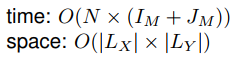 time: O(N × (I_M + J_M))
space: O(|L_X| × |L_Y|)